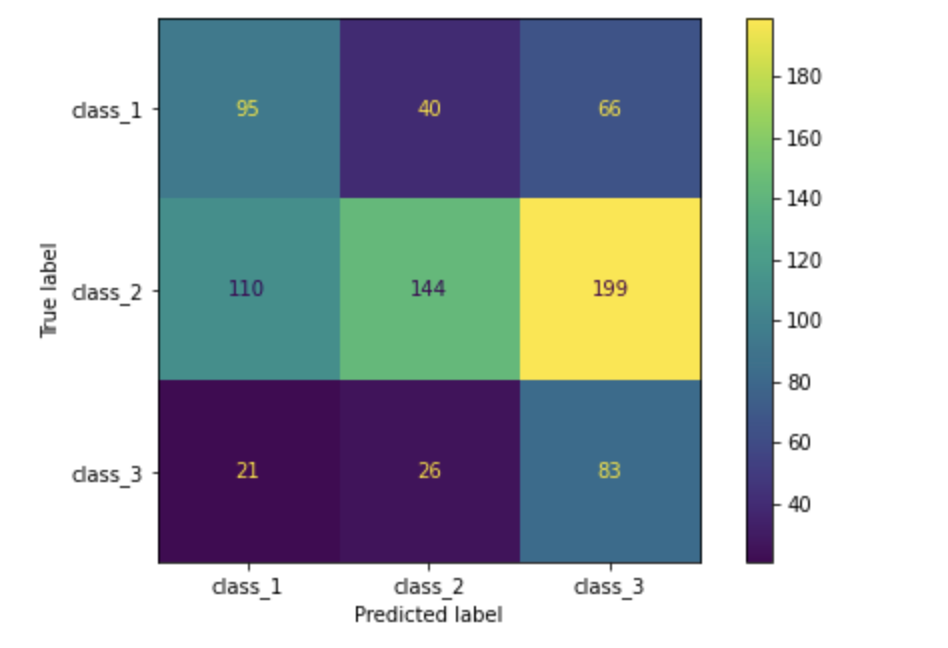 class_1
95 40 66
class_2
110 144 199
class_3
21 26 83
class_1 class_2 class_3
Predicted label
True label
180
160
140
120
100
80
60
40